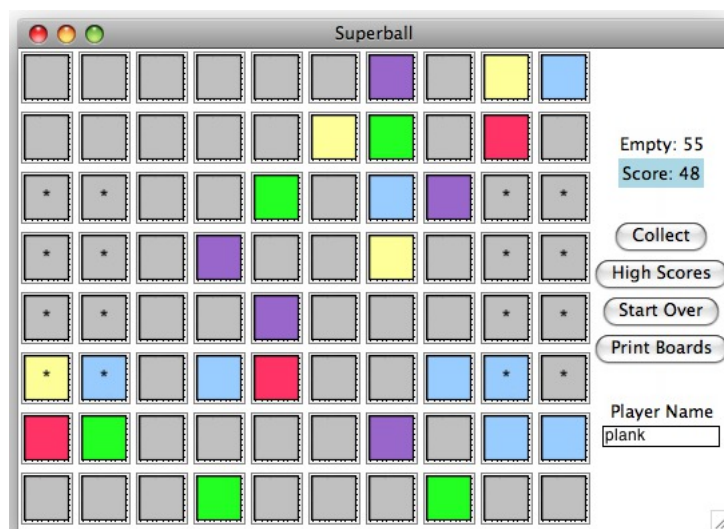 Superball
Empty: 55
Score: 48
* * * *
* * * *
Collect
High Scores
* * * *
Start Over
Print Boards
* * * *
Player Name
plank